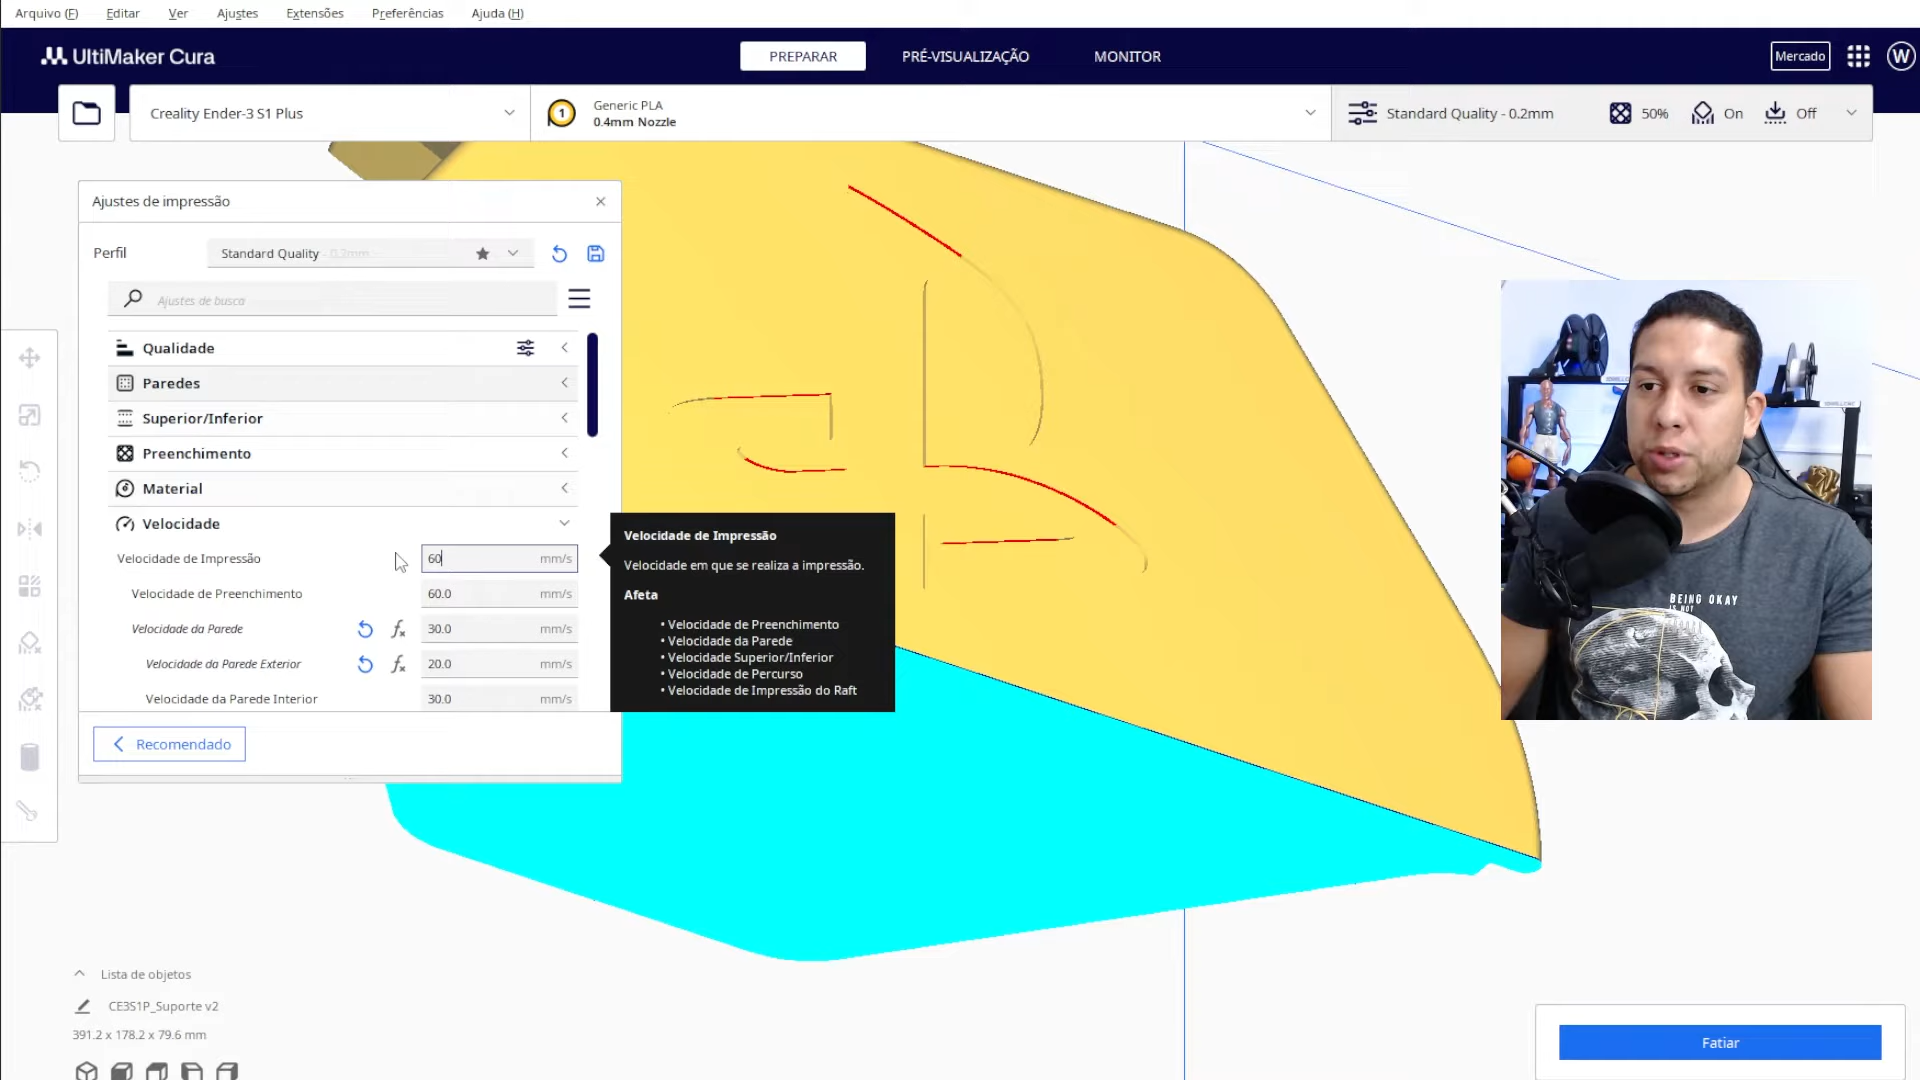 Arquivo (F) Editar Ver Ajustes Extensões Preferências Ajuda (H)
UltiMaker Cura
PREPARAR PRÉ-VISUALIZAÇÃO MONITOR
Mercado W
Creality Ender-3 S1 Plus
1
Generic PLA
0.4mm Nozzle
Standard Quality - 0.2mm 50% On Off
Ajustes de impressão
Perfil Standard Quality - 0.2mm
Ajustes de busca
Qualidade
Paredes
Superior/Inferior
Preenchimento
Material
Velocidade
Velocidade de Impressão 60 mm/s
Velocidade de Preenchimento 60.0 mm/s
Velocidade da Parede 30.0 mm/s
Velocidade da Parede Exterior 20.0 mm/s
Velocidade da Parede Interior 30.0 mm/s
Recomendado
Velocidade de Impressão
Velocidade em que se realiza a impressão.
Afeta
• Velocidade de Preenchimento
• Velocidade da Parede
• Velocidade Superior/Inferior
• Velocidade de Percurso
• Velocidade de Impressão do Raft
BEING OKAY
IS NOT
Lista de objetos
CE3S1P_Suporte v2
391.2 x 178.2 x 79.6 mm
Fatiar